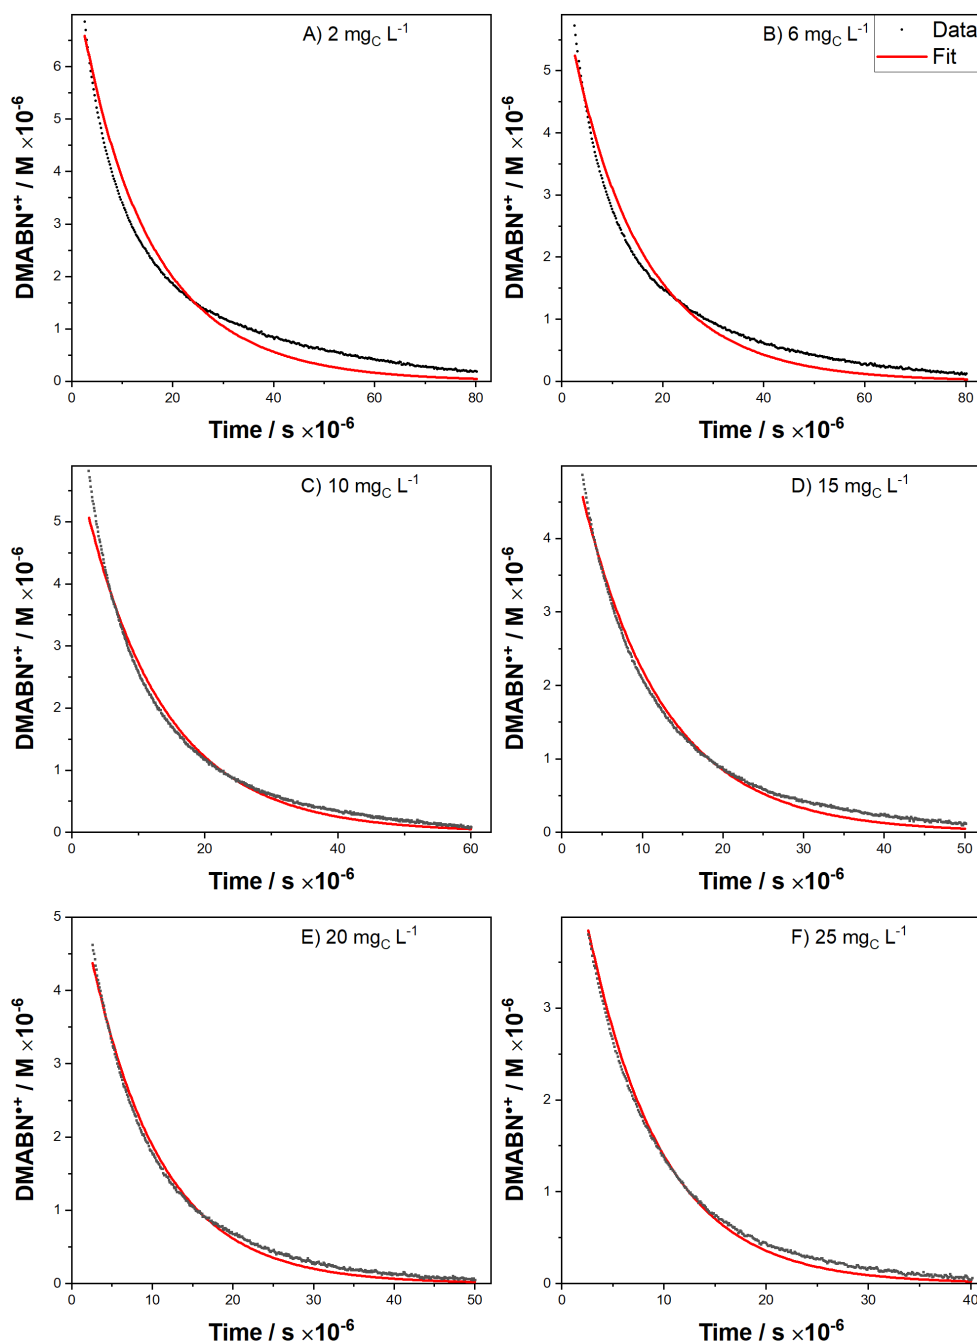 A) 2 mg_C L⁻¹
DMABN•⁺ / M ×10⁻⁶
6
5
4
3
2
1
0
0 20 40 60 80
Time / s ×10⁻⁶
B) 6 mg_C L⁻¹
Data
Fit
DMABN•⁺ / M ×10⁻⁶
5
4
3
2
1
0
0 20 40 60 80
Time / s ×10⁻⁶
C) 10 mg_C L⁻¹
DMABN•⁺ / M ×10⁻⁶
5
4
3
2
1
0
0 20 40 60
Time / s ×10⁻⁶
D) 15 mg_C L⁻¹
DMABN•⁺ / M ×10⁻⁶
4
3
2
1
0
0 10 20 30 40 50
Time / s ×10⁻⁶
E) 20 mg_C L⁻¹
DMABN•⁺ / M ×10⁻⁶
5
4
3
2
1
0
0 10 20 30 40 50
Time / s ×10⁻⁶
F) 25 mg_C L⁻¹
DMABN•⁺ / M ×10⁻⁶
3
2
1
0
0 10 20 30 40
Time / s ×10⁻⁶